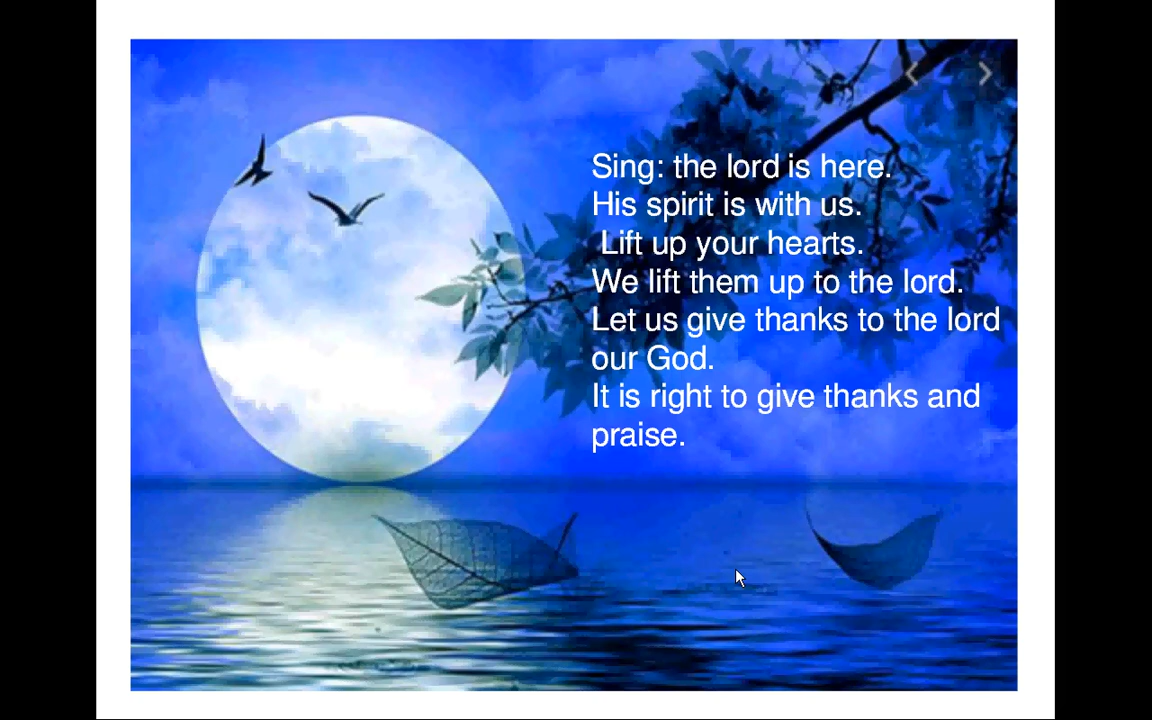 Sing: the lord is here.
His spirit is with us.
Lift up your hearts.
We lift them up to the lord.
Let us give thanks to the lord
our God.
It is right to give thanks and
praise.